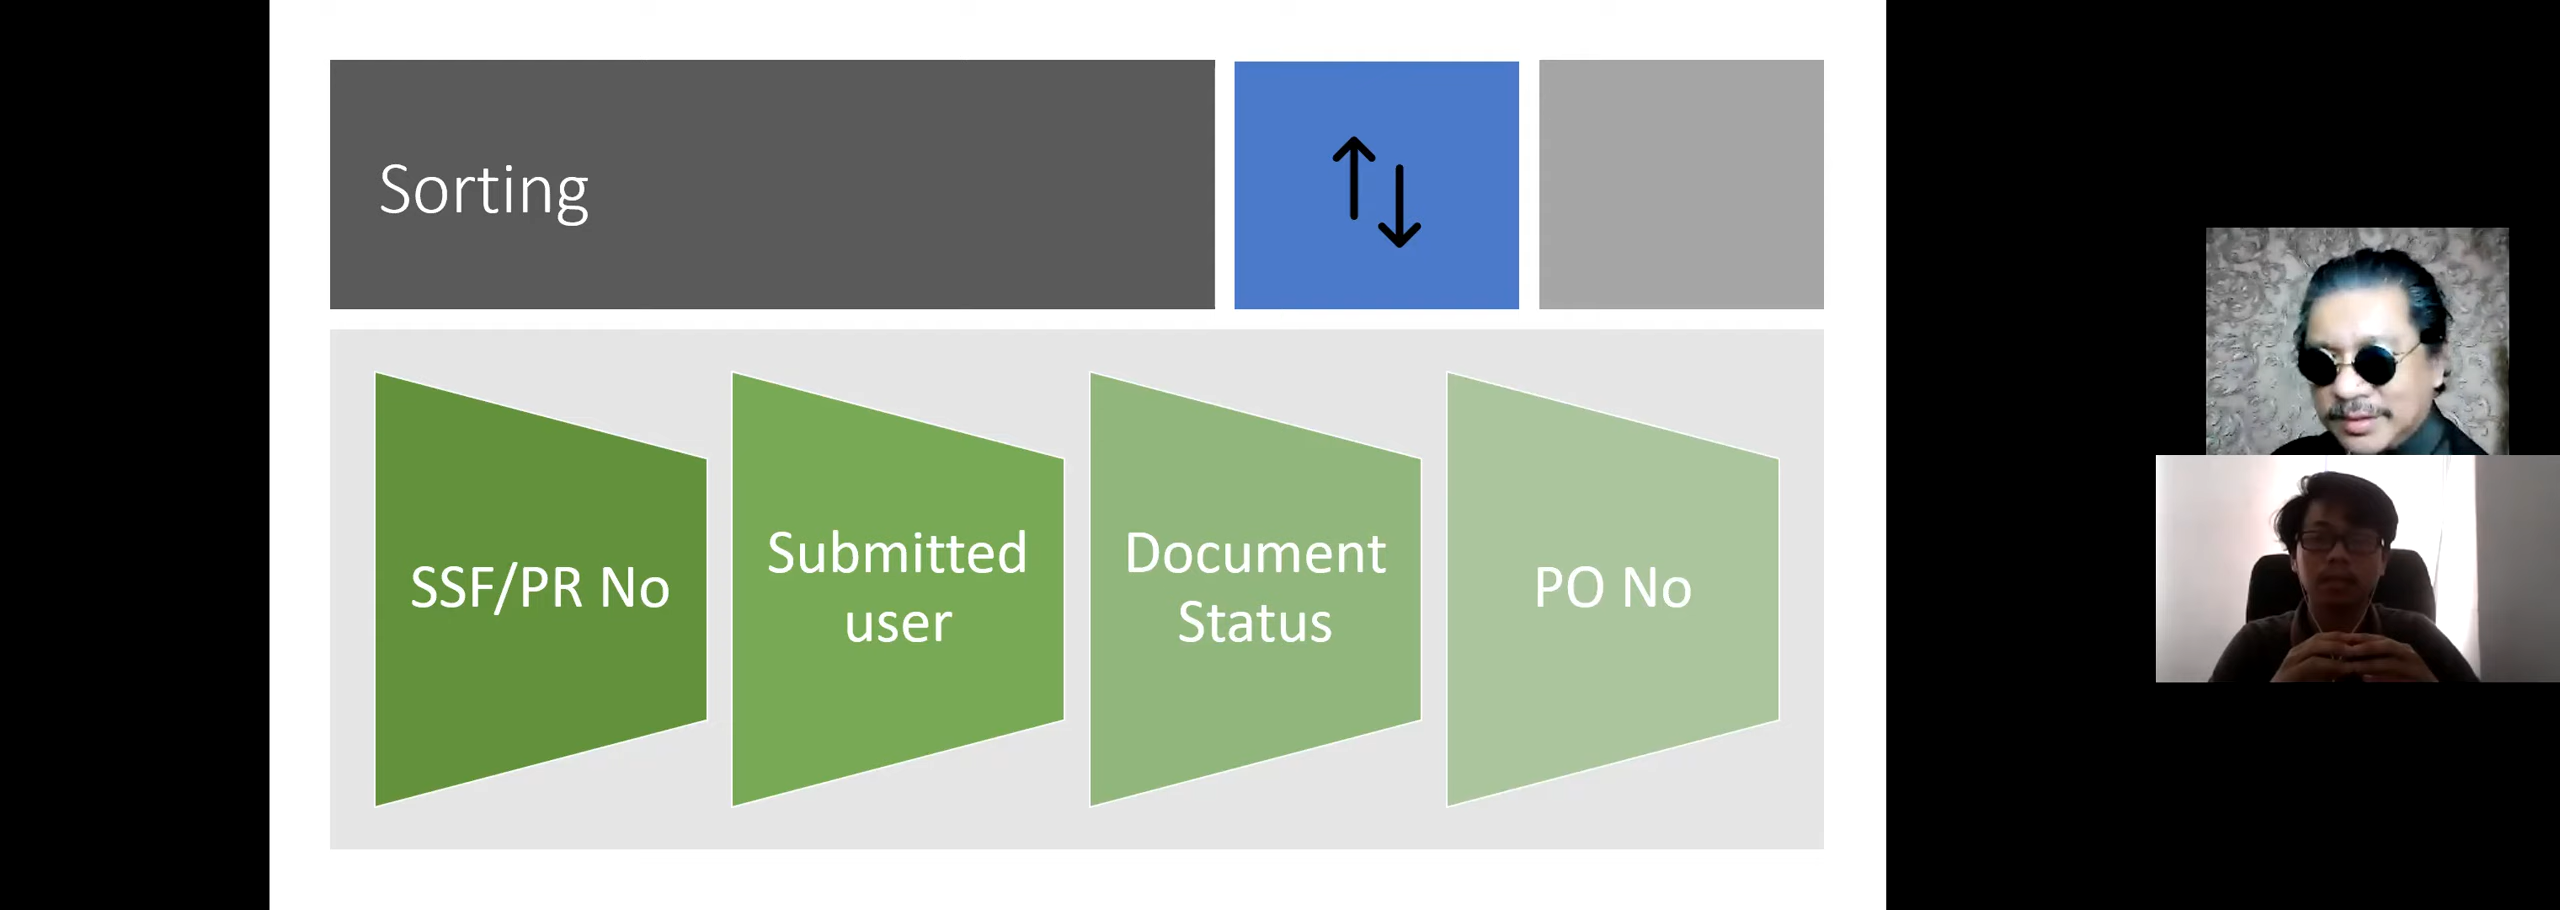 Sorting
SSF/PR No
Submitted
user
Document
Status
PO No